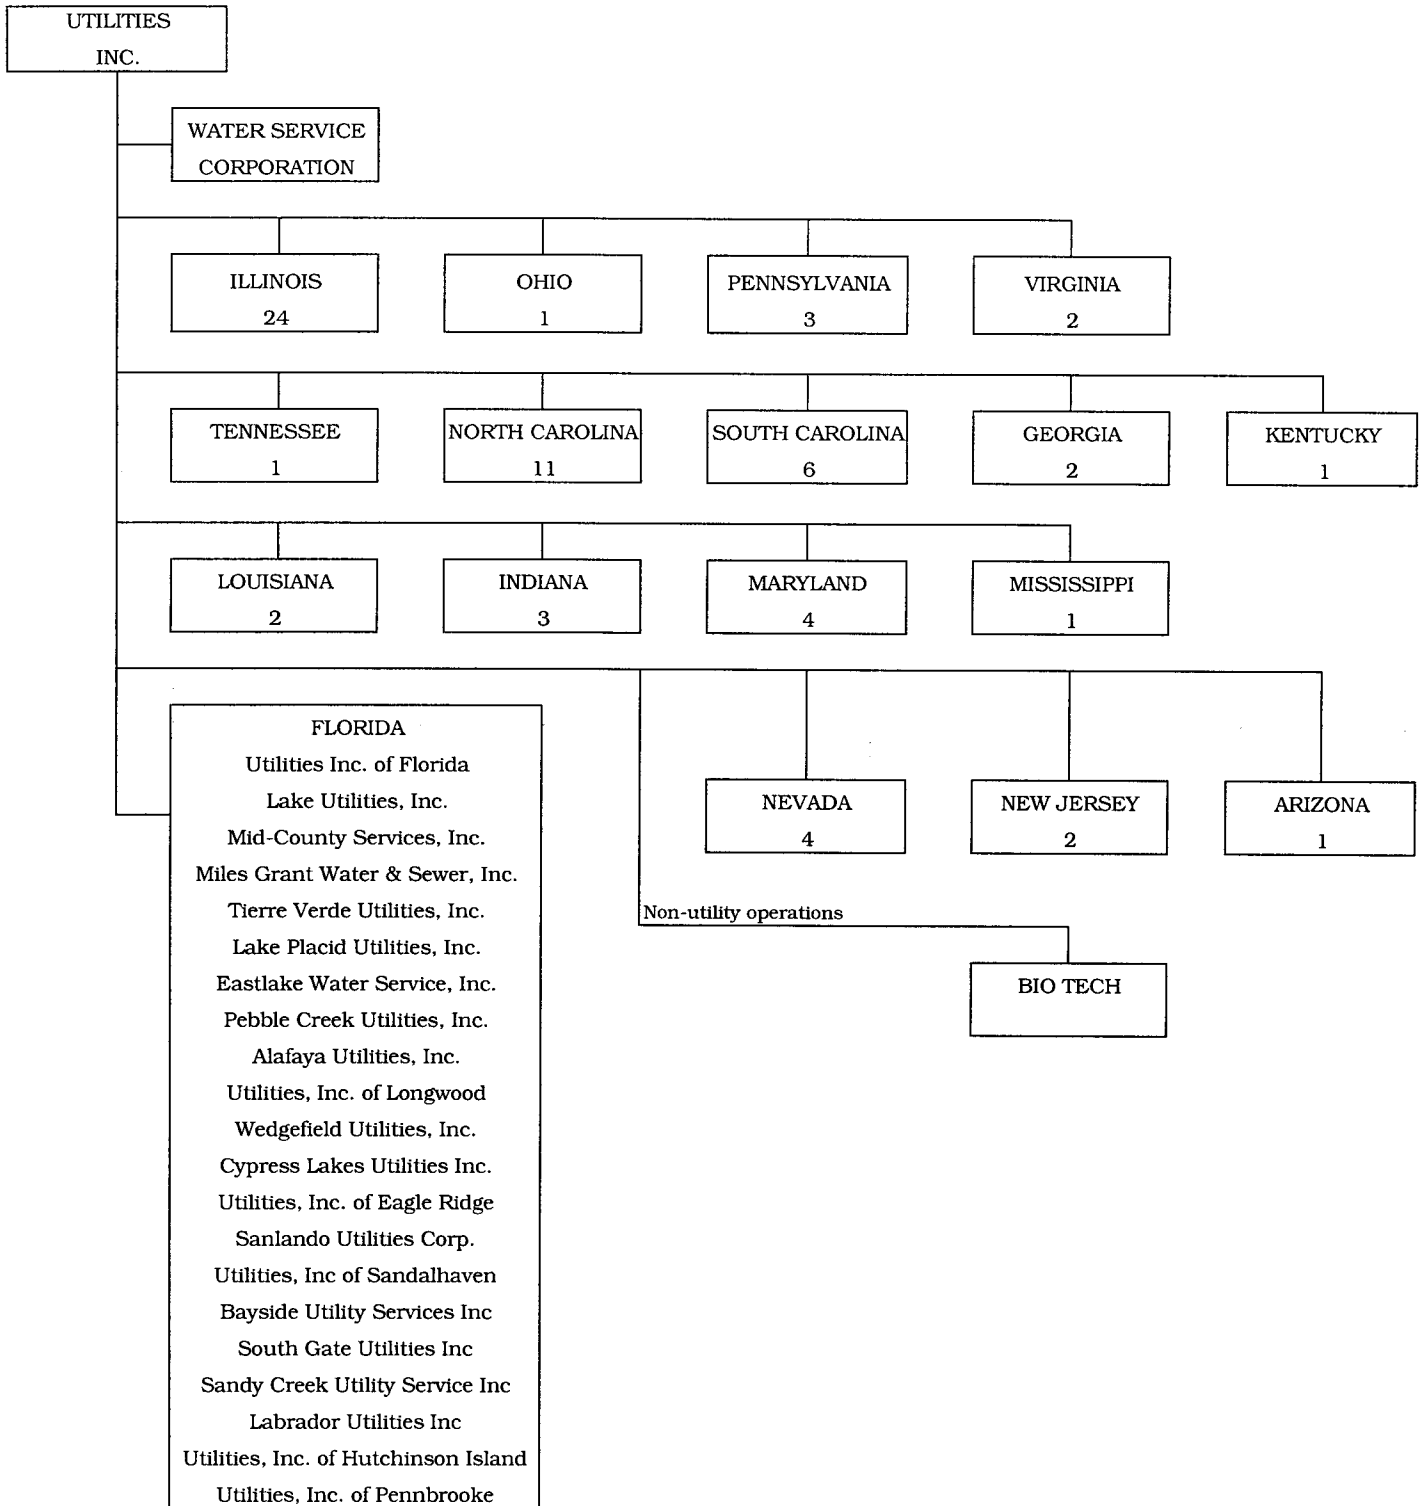 UTILITIES
INC.
WATER SERVICE
CORPORATION
ILLINOIS
24
OHIO
1
PENNSYLVANIA
3
VIRGINIA
2
TENNESSEE
1
NORTH CAROLINA
11
SOUTH CAROLINA
6
GEORGIA
2
KENTUCKY
1
LOUISIANA
2
INDIANA
3
MARYLAND
4
MISSISSIPPI
1
FLORIDA
Utilities Inc. of Florida
Lake Utilities, Inc.
Mid-County Services, Inc.
Miles Grant Water & Sewer, Inc.
Tierre Verde Utilities, Inc.
Lake Placid Utilities, Inc.
Eastlake Water Service, Inc.
Pebble Creek Utilities, Inc.
Alafaya Utilities, Inc.
Utilities, Inc. of Longwood
Wedgefield Utilities, Inc.
Cypress Lakes Utilities Inc.
Utilities, Inc. of Eagle Ridge
Sanlando Utilities Corp.
Utilities, Inc of Sandalhaven
Bayside Utility Services Inc
South Gate Utilities Inc
Sandy Creek Utility Service Inc
Labrador Utilities Inc
Utilities, Inc. of Hutchinson Island
Utilities, Inc. of Pennbrooke
NEVADA
4
NEW JERSEY
2
ARIZONA
1
Non-utility operations
BIO TECH